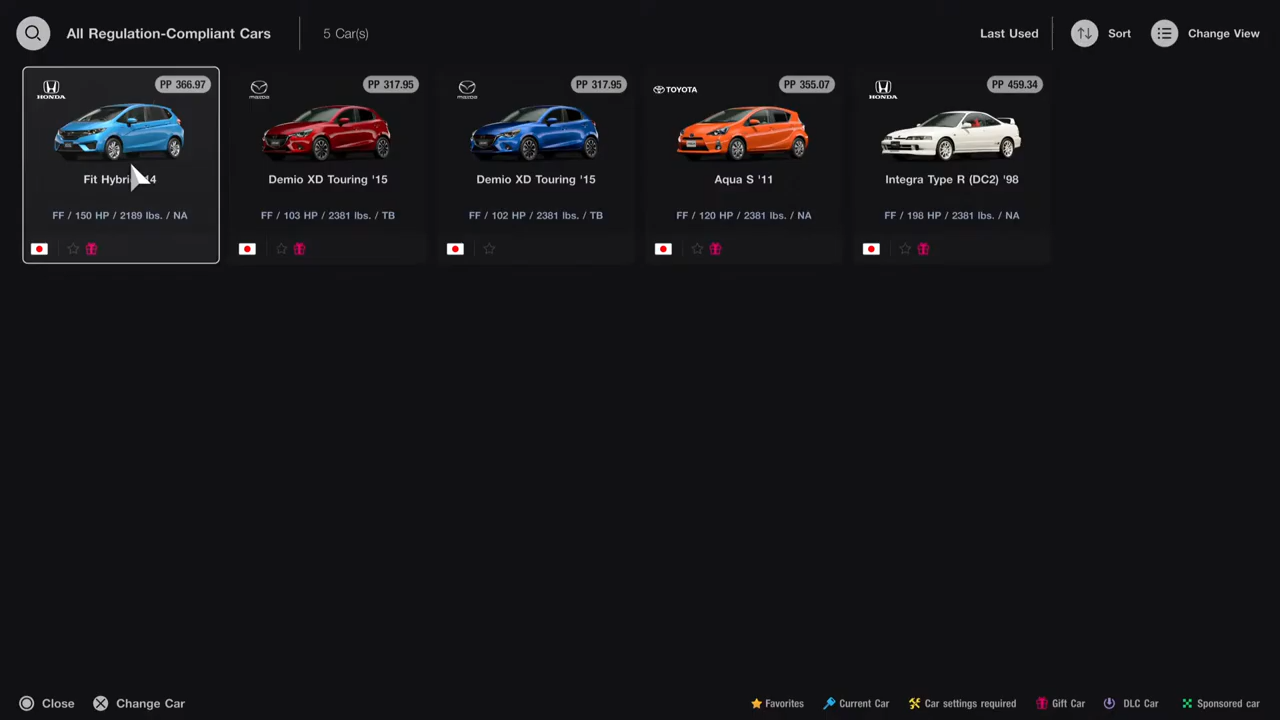 All Regulation-Compliant Cars
5 Car(s)
Last Used
Sort
Change View
HONDA
PP 366.97
Fit Hybri 14
FF / 150 HP / 2189 lbs. / NA
mazda
PP 317.95
Demio XD Touring '15
FF / 103 HP / 2381 lbs. / TB
mazda
PP 317.95
Demio XD Touring '15
FF / 102 HP / 2381 lbs. / TB
TOYOTA
PP 355.07
Aqua S '11
FF / 120 HP / 2381 lbs. / NA
HONDA
PP 459.34
Integra Type R (DC2) '98
FF / 198 HP / 2381 lbs. / NA
Close
Change Car
Favorites
Current Car
Car settings required
Gift Car
DLC Car
Sponsored car